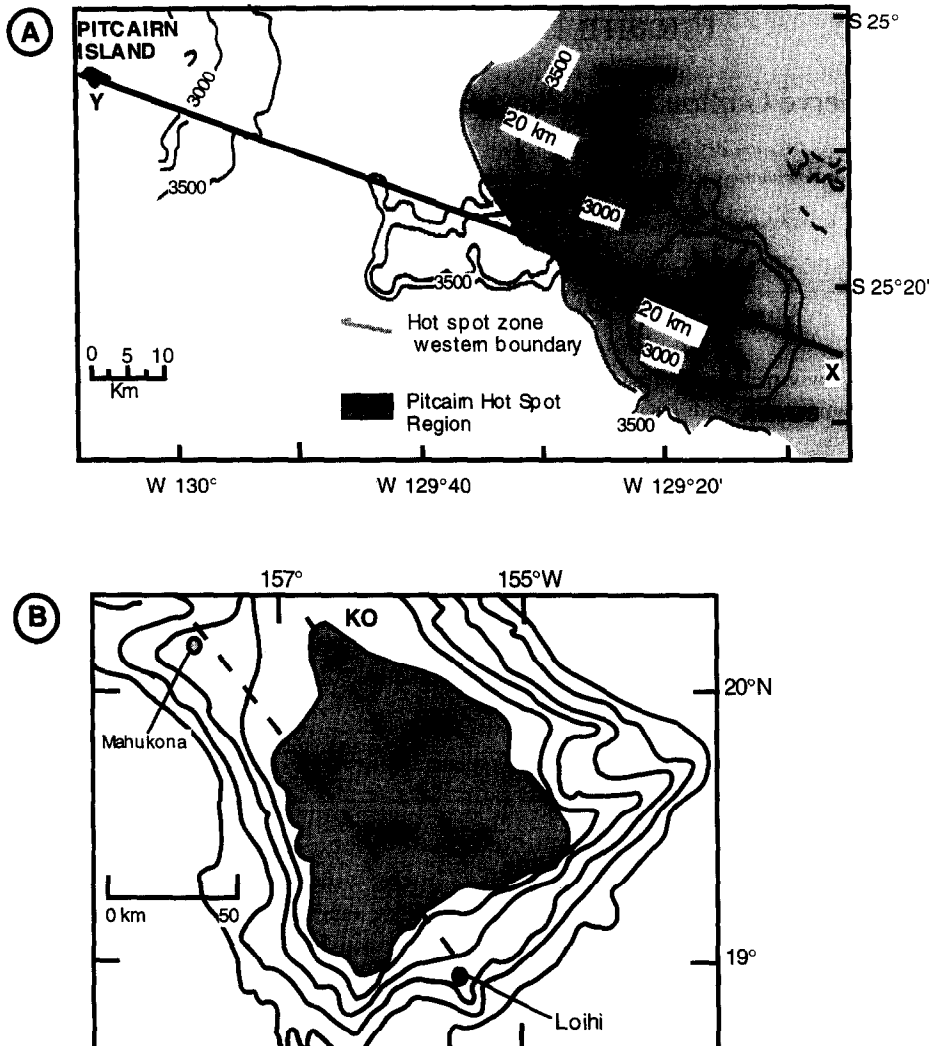 A
PITCAIRN
ISLAND
S 25°
3500
3000
20 km
Y
3500
3000
3500
S 25°20'
20 km
Hot spot zone
western boundary
3000
X
0 5 10
Km
Pitcairn Hot Spot
Region
3500
W 130°
W 129°40
W 129°20'
157°
155°W
B
KO
20°N
Mahukona
0 km
50
19°
Loihi